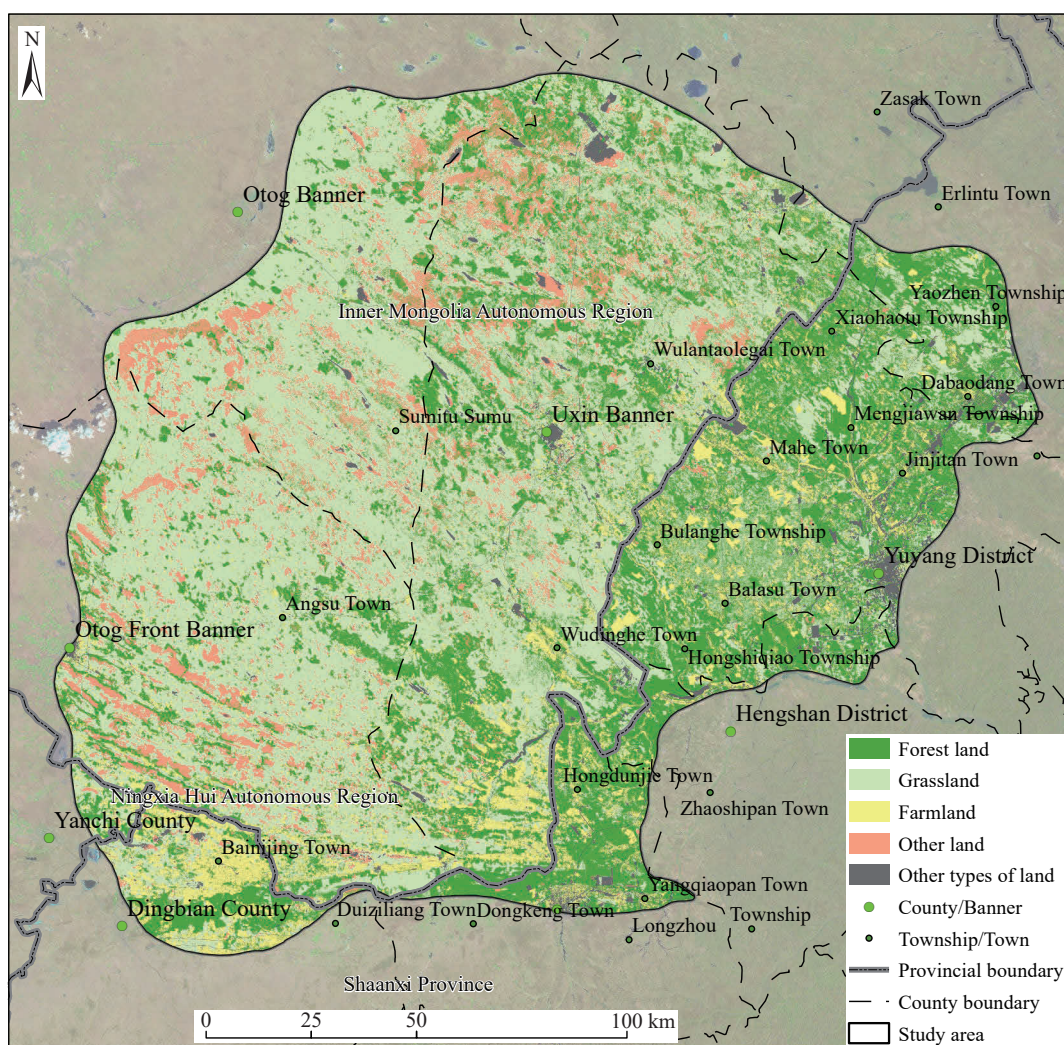 N
Zasak Town
Otog Banner
Erlintu Town
Yaozhen Township
Inner Mongolia Autonomous Region
Xiaohaotu Township
Wulantaolegai Town
Dabaodang Town
Sumitu Sumu
Uxin Banner
Mengjiawan Township
Mahe Town
Jinjitan Town
Bulanghe Township
Yuyang District
Angsu Town
Balasu Town
Otog Front Banner
Wudinghe Town
Hongshiqiao Township
Hengshan District
Hongdunjie Town
Ningxia Hui Autonomous Region
Zhaoshipan Town
Yanchi County
Bainijing Town
Yangqiaopan Town
Dingbian County
Duiziliang Town
Dongkeng Town
Township
Longzhou
Shaanxi Province
0 25 50 100 km
Forest land
Grassland
Farmland
Other land
Other types of land
County/Banner
Township/Town
Provincial boundary
County boundary
Study area